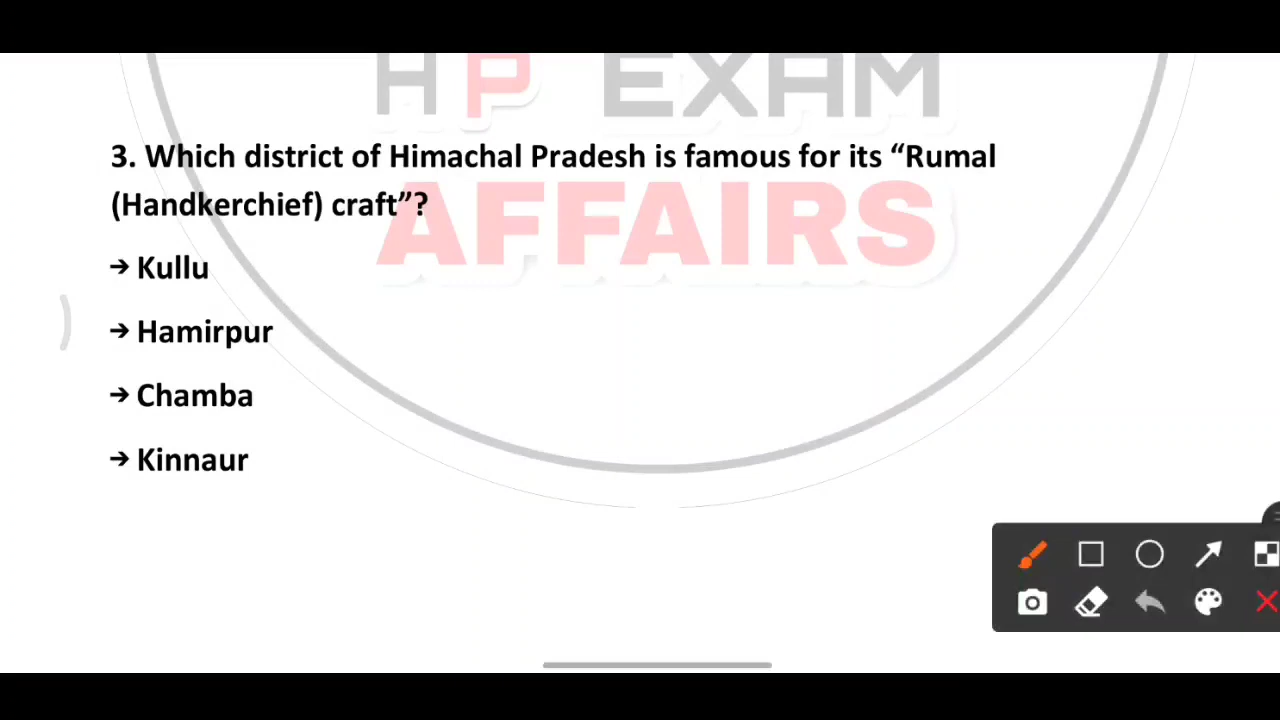 HP EXAM
3. Which district of Himachal Pradesh is famous for its “Rumal
(Handkerchief) craft”?
AFFAIRS
→ Kullu
→ Hamirpur
→ Chamba
→ Kinnaur